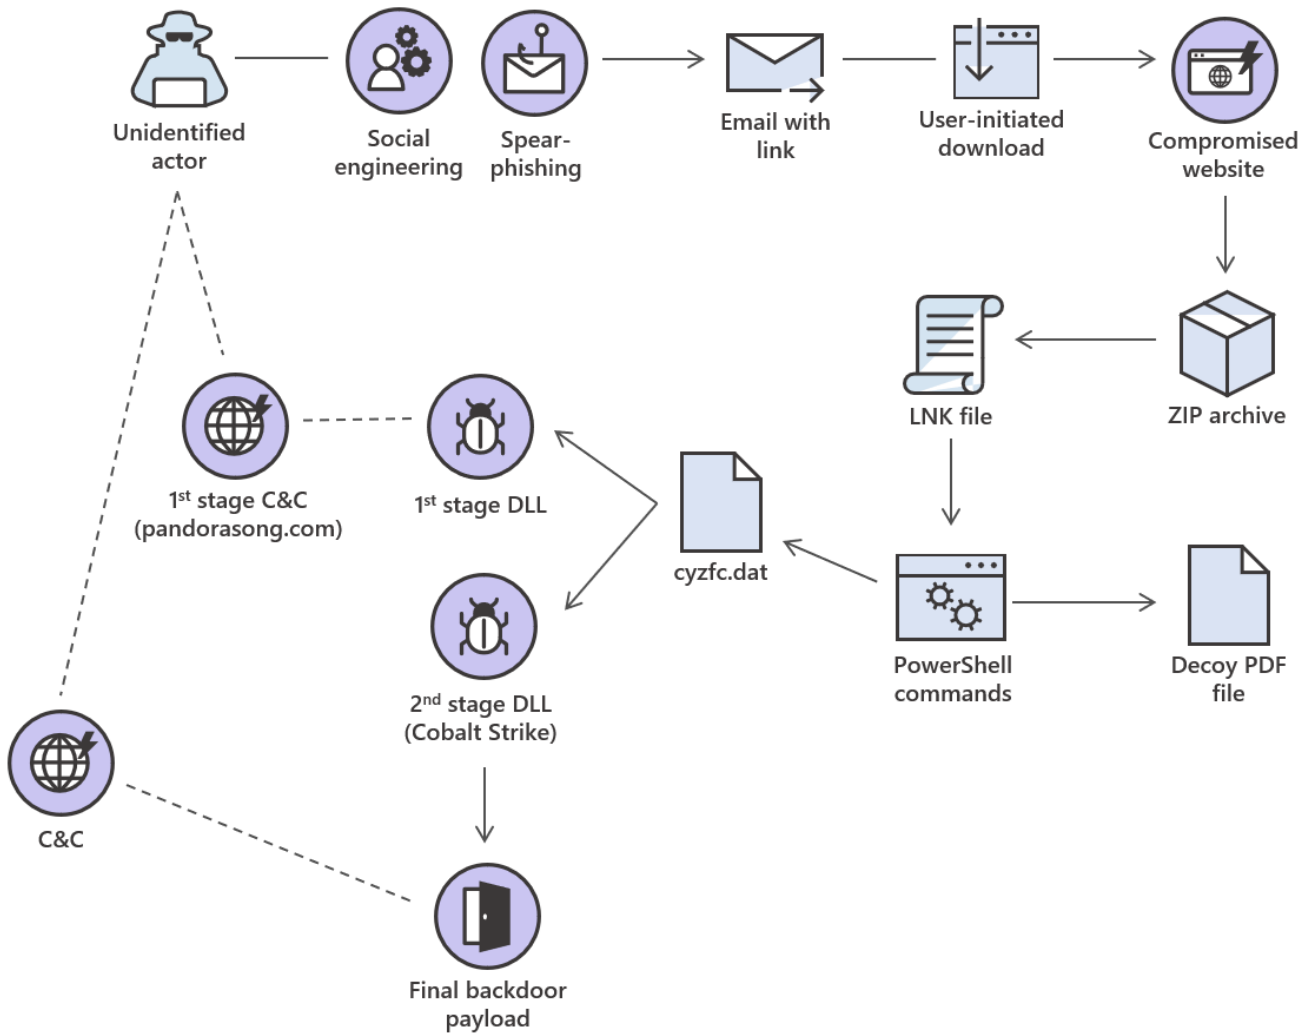 Unidentified
actor
Social
engineering
Spear-
phishing
Email with
link
User-initiated
download
Compromised
website
LNK file
ZIP archive
1st stage C&C
(pandorasong.com)
1st stage DLL
cyzfc.dat
PowerShell
commands
Decoy PDF
file
2nd stage DLL
(Cobalt Strike)
C&C
Final backdoor
payload